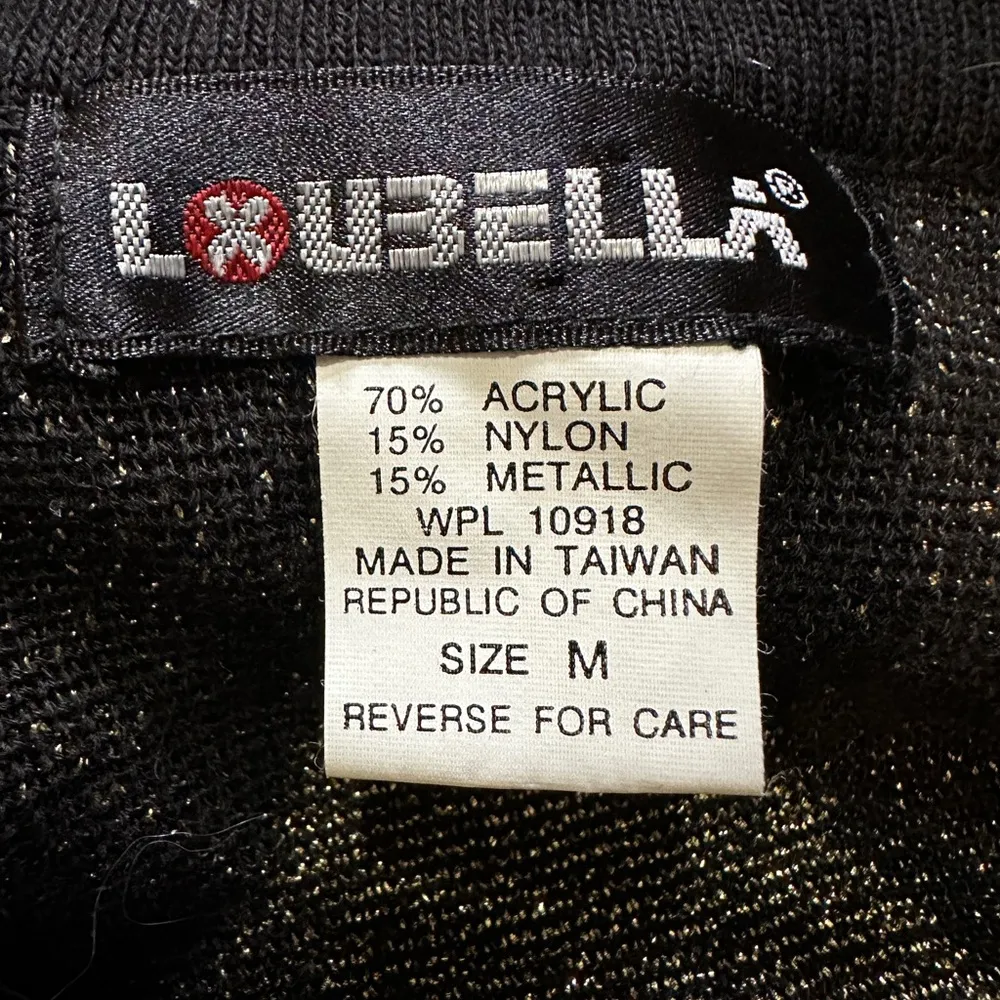 LOUBELLA®
70% ACRYLIC
15% NYLON
15% METALLIC
WPL 10918
MADE IN TAIWAN
REPUBLIC OF CHINA
SIZE M
REVERSE FOR CARE